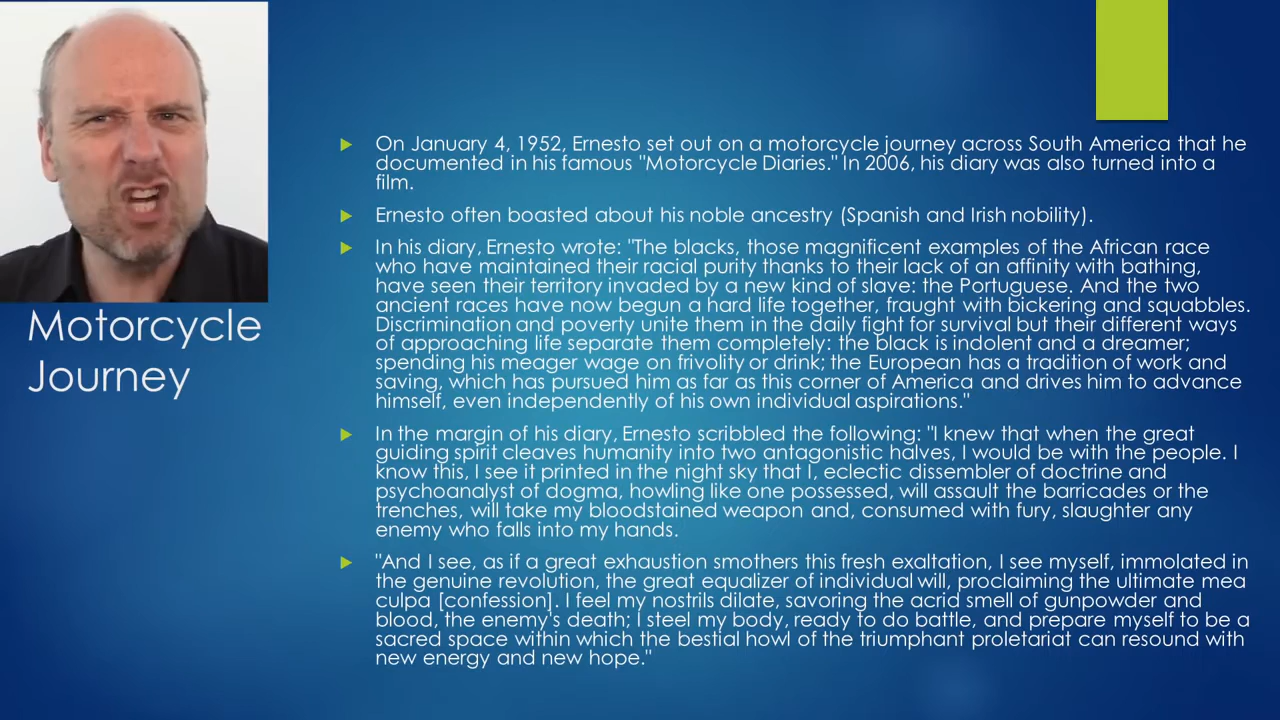 Motorcycle
Journey
On January 4, 1952, Ernesto set out on a motorcycle journey across South America that he
documented in his famous "Motorcycle Diaries." In 2006, his diary was also turned into a
film.
Ernesto often boasted about his noble ancestry (Spanish and Irish nobility).
In his diary, Ernesto wrote: "The blacks, those magnificent examples of the African race
who have maintained their racial purity thanks to their lack of an affinity with bathing,
have seen their territory invaded by a new kind of slave: the Portuguese. And the two
ancient races have now begun a hard life together, fraught with bickering and squabbles.
Discrimination and poverty unite them in the daily fight for survival but their different ways
of approaching life separate them completely: the black is indolent and a dreamer;
spending his meager wage on frivolity or drink; the European has a tradition of work and
saving, which has pursued him as far as this corner of America and drives him to advance
himself, even independently of his own individual aspirations."
In the margin of his diary, Ernesto scribbled the following: "I knew that when the great
guiding spirit cleaves humanity into two antagonistic halves, I would be with the people. I
know this, I see it printed in the night sky that I, eclectic dissembler of doctrine and
psychoanalyst of dogma, howling like one possessed, will assault the barricades or the
trenches, will take my bloodstained weapon and, consumed with fury, slaughter any
enemy who falls into my hands.
"And I see, as if a great exhaustion smothers this fresh exaltation, I see myself, immolated in
the genuine revolution, the great equalizer of individual will, proclaiming the ultimate mea
culpa [confession]. I feel my nostrils dilate, savoring the acrid smell of gunpowder and
blood, the enemy's death; I steel my body, ready to do battle, and prepare myself to be a
sacred space within which the bestial howl of the triumphant proletariat can resound with
new energy and new hope."